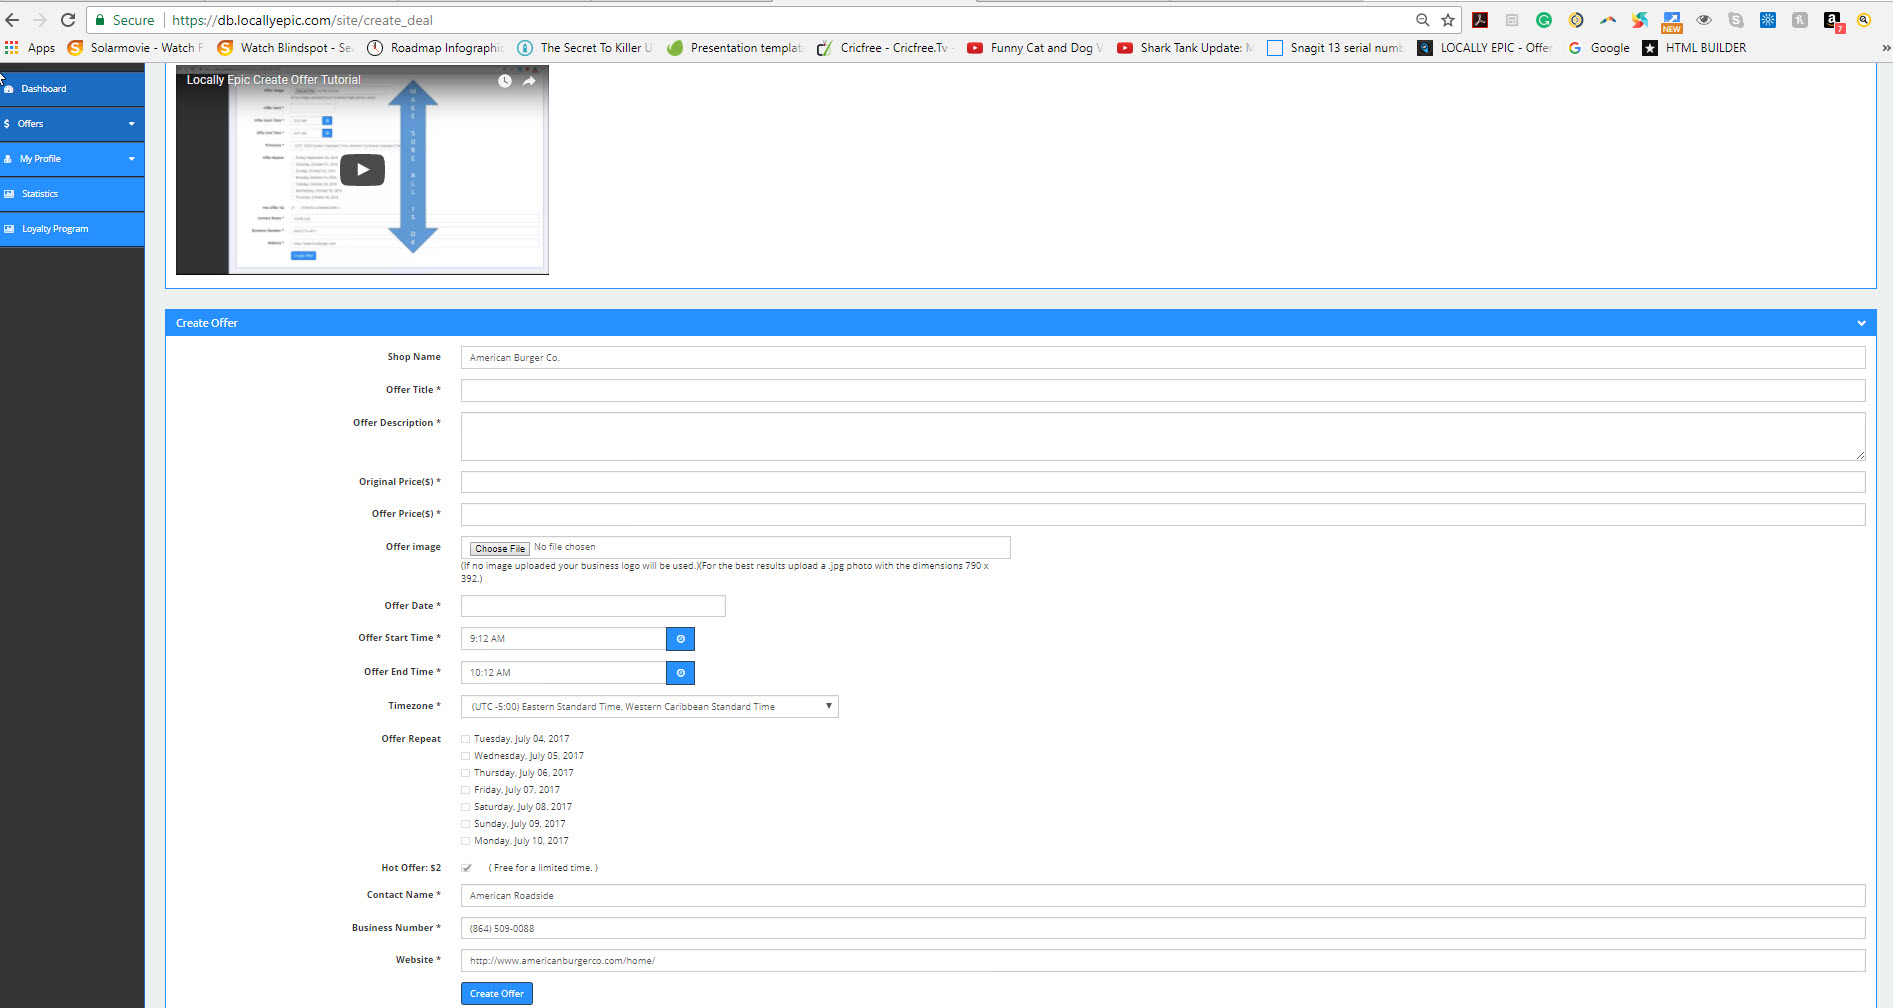 Secure https://db.locallyepic.com/site/create_deal
NEW
7
Apps Solarmovie - Watch F Watch Blindspot - Se Roadmap Infographic The Secret To Killer U Presentation templat Cricfree - Cricfree.Tv Funny Cat and Dog V Shark Tank Update: M Snagit 13 serial numb LOCALLY EPIC - Offer Google HTML BUILDER »
Dashboard
Offers
My Profile
Statistics
Loyalty Program
Locally Epic Create Offer Tutorial
MAKE SURE ALL IS OK
Create Offer
Shop Name American Burger Co.
Offer Title *
Offer Description *
Original Price($) *
Offer Price($) *
Offer image Choose File No file chosen
(If no image uploaded your business logo will be used.)(For the best results upload a .jpg photo with the dimensions 790 x
392.)
Offer Date *
Offer Start Time * 9:12 AM
Offer End Time * 10:12 AM
Timezone * (UTC -5:00) Eastern Standard Time, Western Caribbean Standard Time
Offer Repeat Tuesday, July 04, 2017
Wednesday, July 05, 2017
Thursday, July 06, 2017
Friday, July 07, 2017
Saturday, July 08, 2017
Sunday, July 09, 2017
Monday, July 10, 2017
Hot Offer: $2 ( Free for a limited time. )
Contact Name * American Roadside
Business Number * (864) 509-0088
Website * http://www.americanburgerco.com/home/
Create Offer